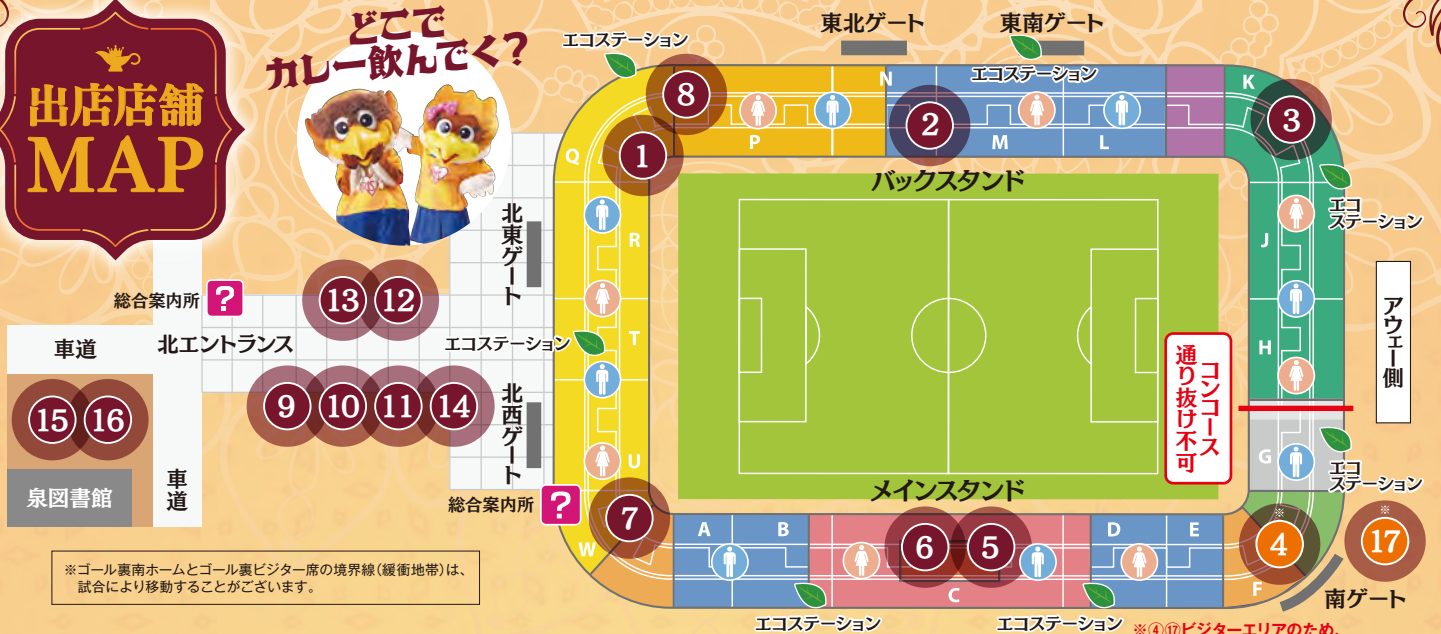 出店店舗
MAP
どこで
カレー飲んでく？
エコステーション
東北ゲート
東南ゲート
エコステーション
8
N
K
3
1
2
Q
P
M
L
バックスタンド
エコ
ステーション
北東ゲート
R
J
総合案内所
?
13
12
アウェー側
車道
北エントランス
エコステーション
T
H
コンコース
通り抜け不可
15
16
9
10
11
14
北西ゲート
U
G
エコ
ステーション
泉図書館
車道
総合案内所
?
メインスタンド
7
W
A
B
6
5
C
D
E
※
4
F
※
17
南ゲート
※ゴール裏南ホームとゴール裏ビジター席の境界線(緩衝地帯)は、
試合により移動することがございます。
エコステーション
エコステーション
※④⑰ビジターエリアのため、